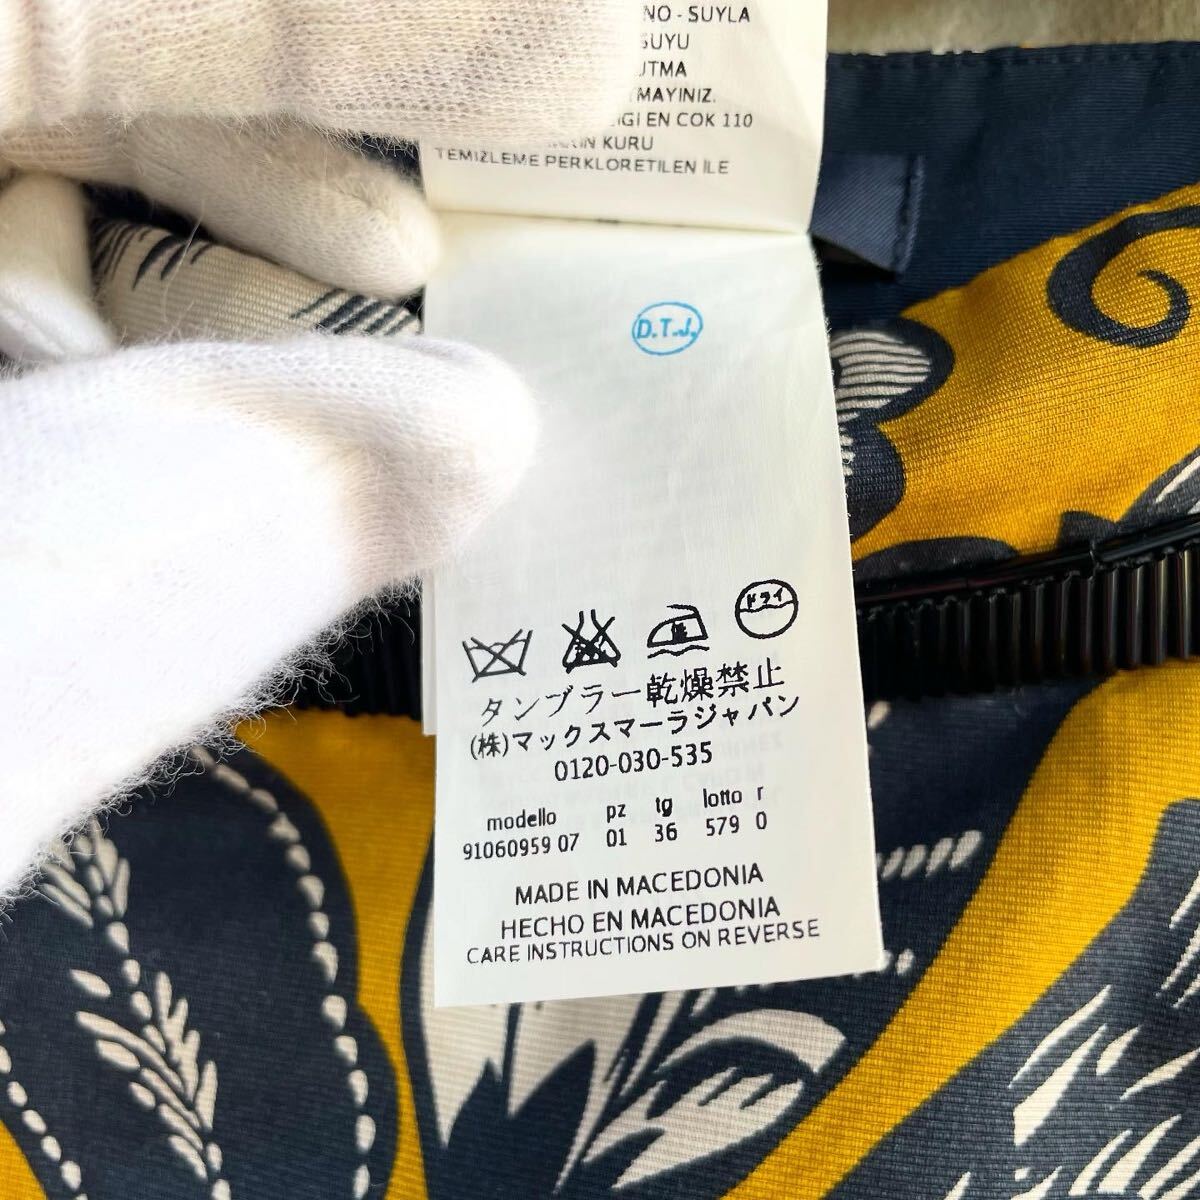 NO - SUYLA
SUYU
UTMA
MAYINIZ.
EN COK 110
KURU
TEMIZLEME PERKLORETILEN ILE
D.T.J.
低
ドライ
タンブラー乾燥禁止
(株)マックスマーラジャパン
0120-030-535
modello pz tg lotto r
91060959 07 01 36 579 0
MADE IN MACEDONIA
HECHO EN MACEDONIA
CARE INSTRUCTIONS ON REVERSE